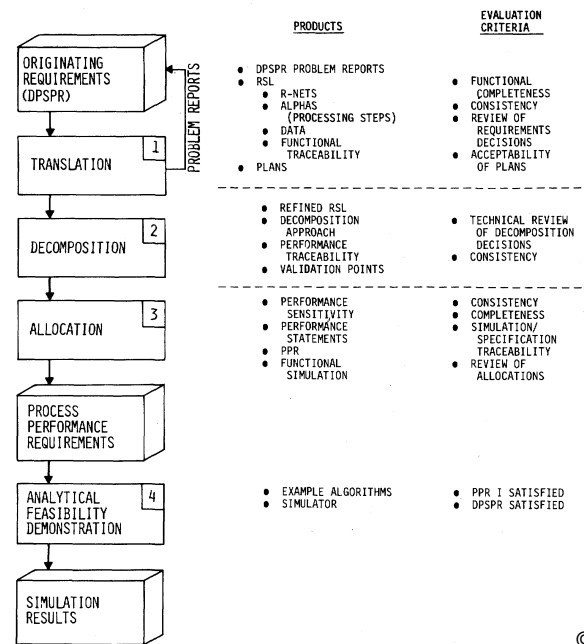 PRODUCTS
EVALUATION
CRITERIA
ORIGINATING
REQUIREMENTS
(DPSPR)
PROBLEM REPORTS
1
TRANSLATION
● DPSPR PROBLEM REPORTS
● RSL
● R-NETS
● ALPHAS
(PROCESSING STEPS)
● DATA
● FUNCTIONAL
TRACEABILITY
● PLANS
● FUNCTIONAL
COMPLETENESS
● CONSISTENCY
● REVIEW OF
REQUIREMENTS
DECISIONS
● ACCEPTABILITY
OF PLANS
2
DECOMPOSITION
● REFINED RSL
● DECOMPOSITION
APPROACH
● PERFORMANCE
TRACEABILITY
● VALIDATION POINTS
● TECHNICAL REVIEW
OF DECOMPOSITION
DECISIONS
● CONSISTENCY
3
ALLOCATION
● PERFORMANCE
SENSITIVITY
● PERFORMANCE
STATEMENTS
● PPR
● FUNCTIONAL
SIMULATION
● CONSISTENCY
● COMPLETENESS
● SIMULATION/
SPECIFICATION
TRACEABILITY
● REVIEW OF
ALLOCATIONS
PROCESS
PERFORMANCE
REQUIREMENTS
4
ANALYTICAL
FEASIBILITY
DEMONSTRATION
● EXAMPLE ALGORITHMS
● SIMULATOR
● PPR I SATISFIED
● DPSPR SATISFIED
SIMULATION
RESULTS